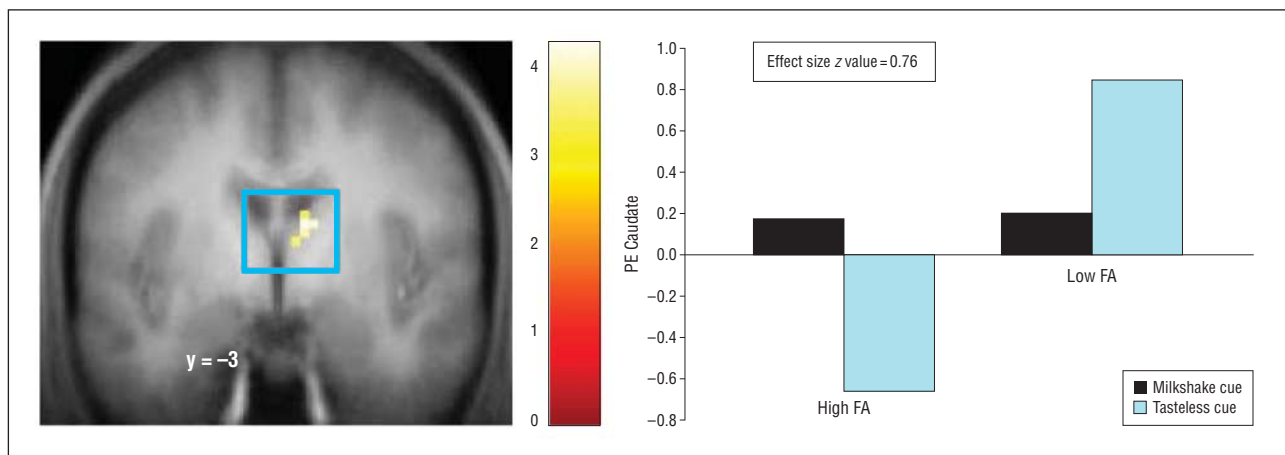 y = –3
4
3
2
1
0
PE Caudate
1.0
0.8
0.6
0.4
0.2
0.0
–0.2
–0.4
–0.6
–0.8
Effect size z value = 0.76
Low FA
High FA
Milkshake cue
Tasteless cue